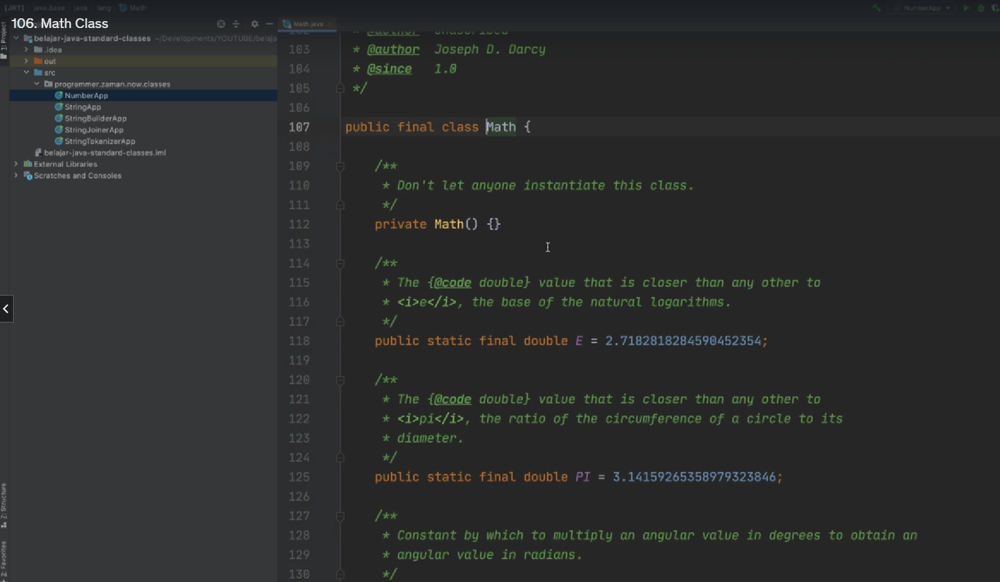 [JRT] java.base java lang Math
NumberApp
106. Math Class
Math.java
1: Project
belajar-java-standard-classes ~/Developments/YOUTUBE/belaja
.idea
out
src
programmer.zaman.now.classes
NumberApp
StringApp
StringBuilderApp
StringJoinerApp
StringTokenizerApp
belajar-java-standard-classes.iml
External Libraries
Scratches and Consoles
7: Structure
2: Favorites
102 * @author unascribed
103 * @author Joseph D. Darcy
104 * @since 1.0
105 */
106
107 public final class Math {
108
109 /**
110 * Don't let anyone instantiate this class.
111 */
112 private Math() {}
113
114 /**
115 * The {@code double} value that is closer than any other to
116 * <i>e</i>, the base of the natural logarithms.
117 */
118 public static final double E = 2.7182818284590452354;
119
120 /**
121 * The {@code double} value that is closer than any other to
122 * <i>pi</i>, the ratio of the circumference of a circle to its
123 * diameter.
124 */
125 public static final double PI = 3.14159265358979323846;
126
127 /**
128 * Constant by which to multiply an angular value in degrees to obtain an
129 * angular value in radians.
130 */